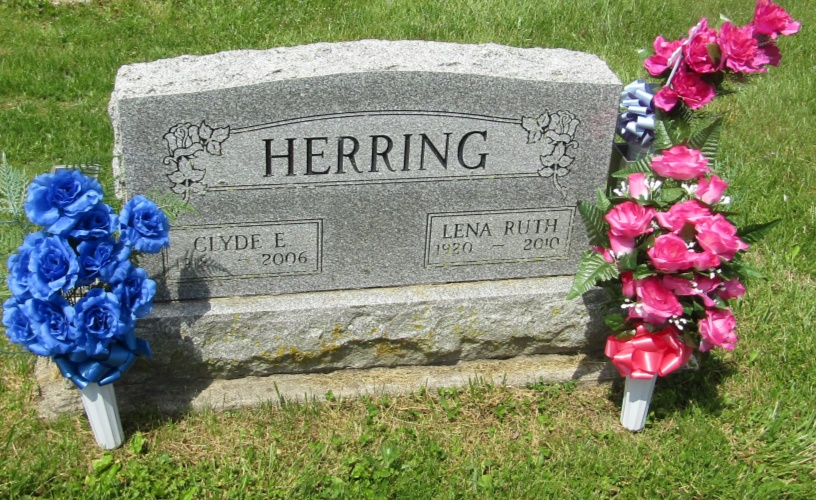 HERRING
CLYDE E.
– 2006
LENA RUTH
1920 – 2010